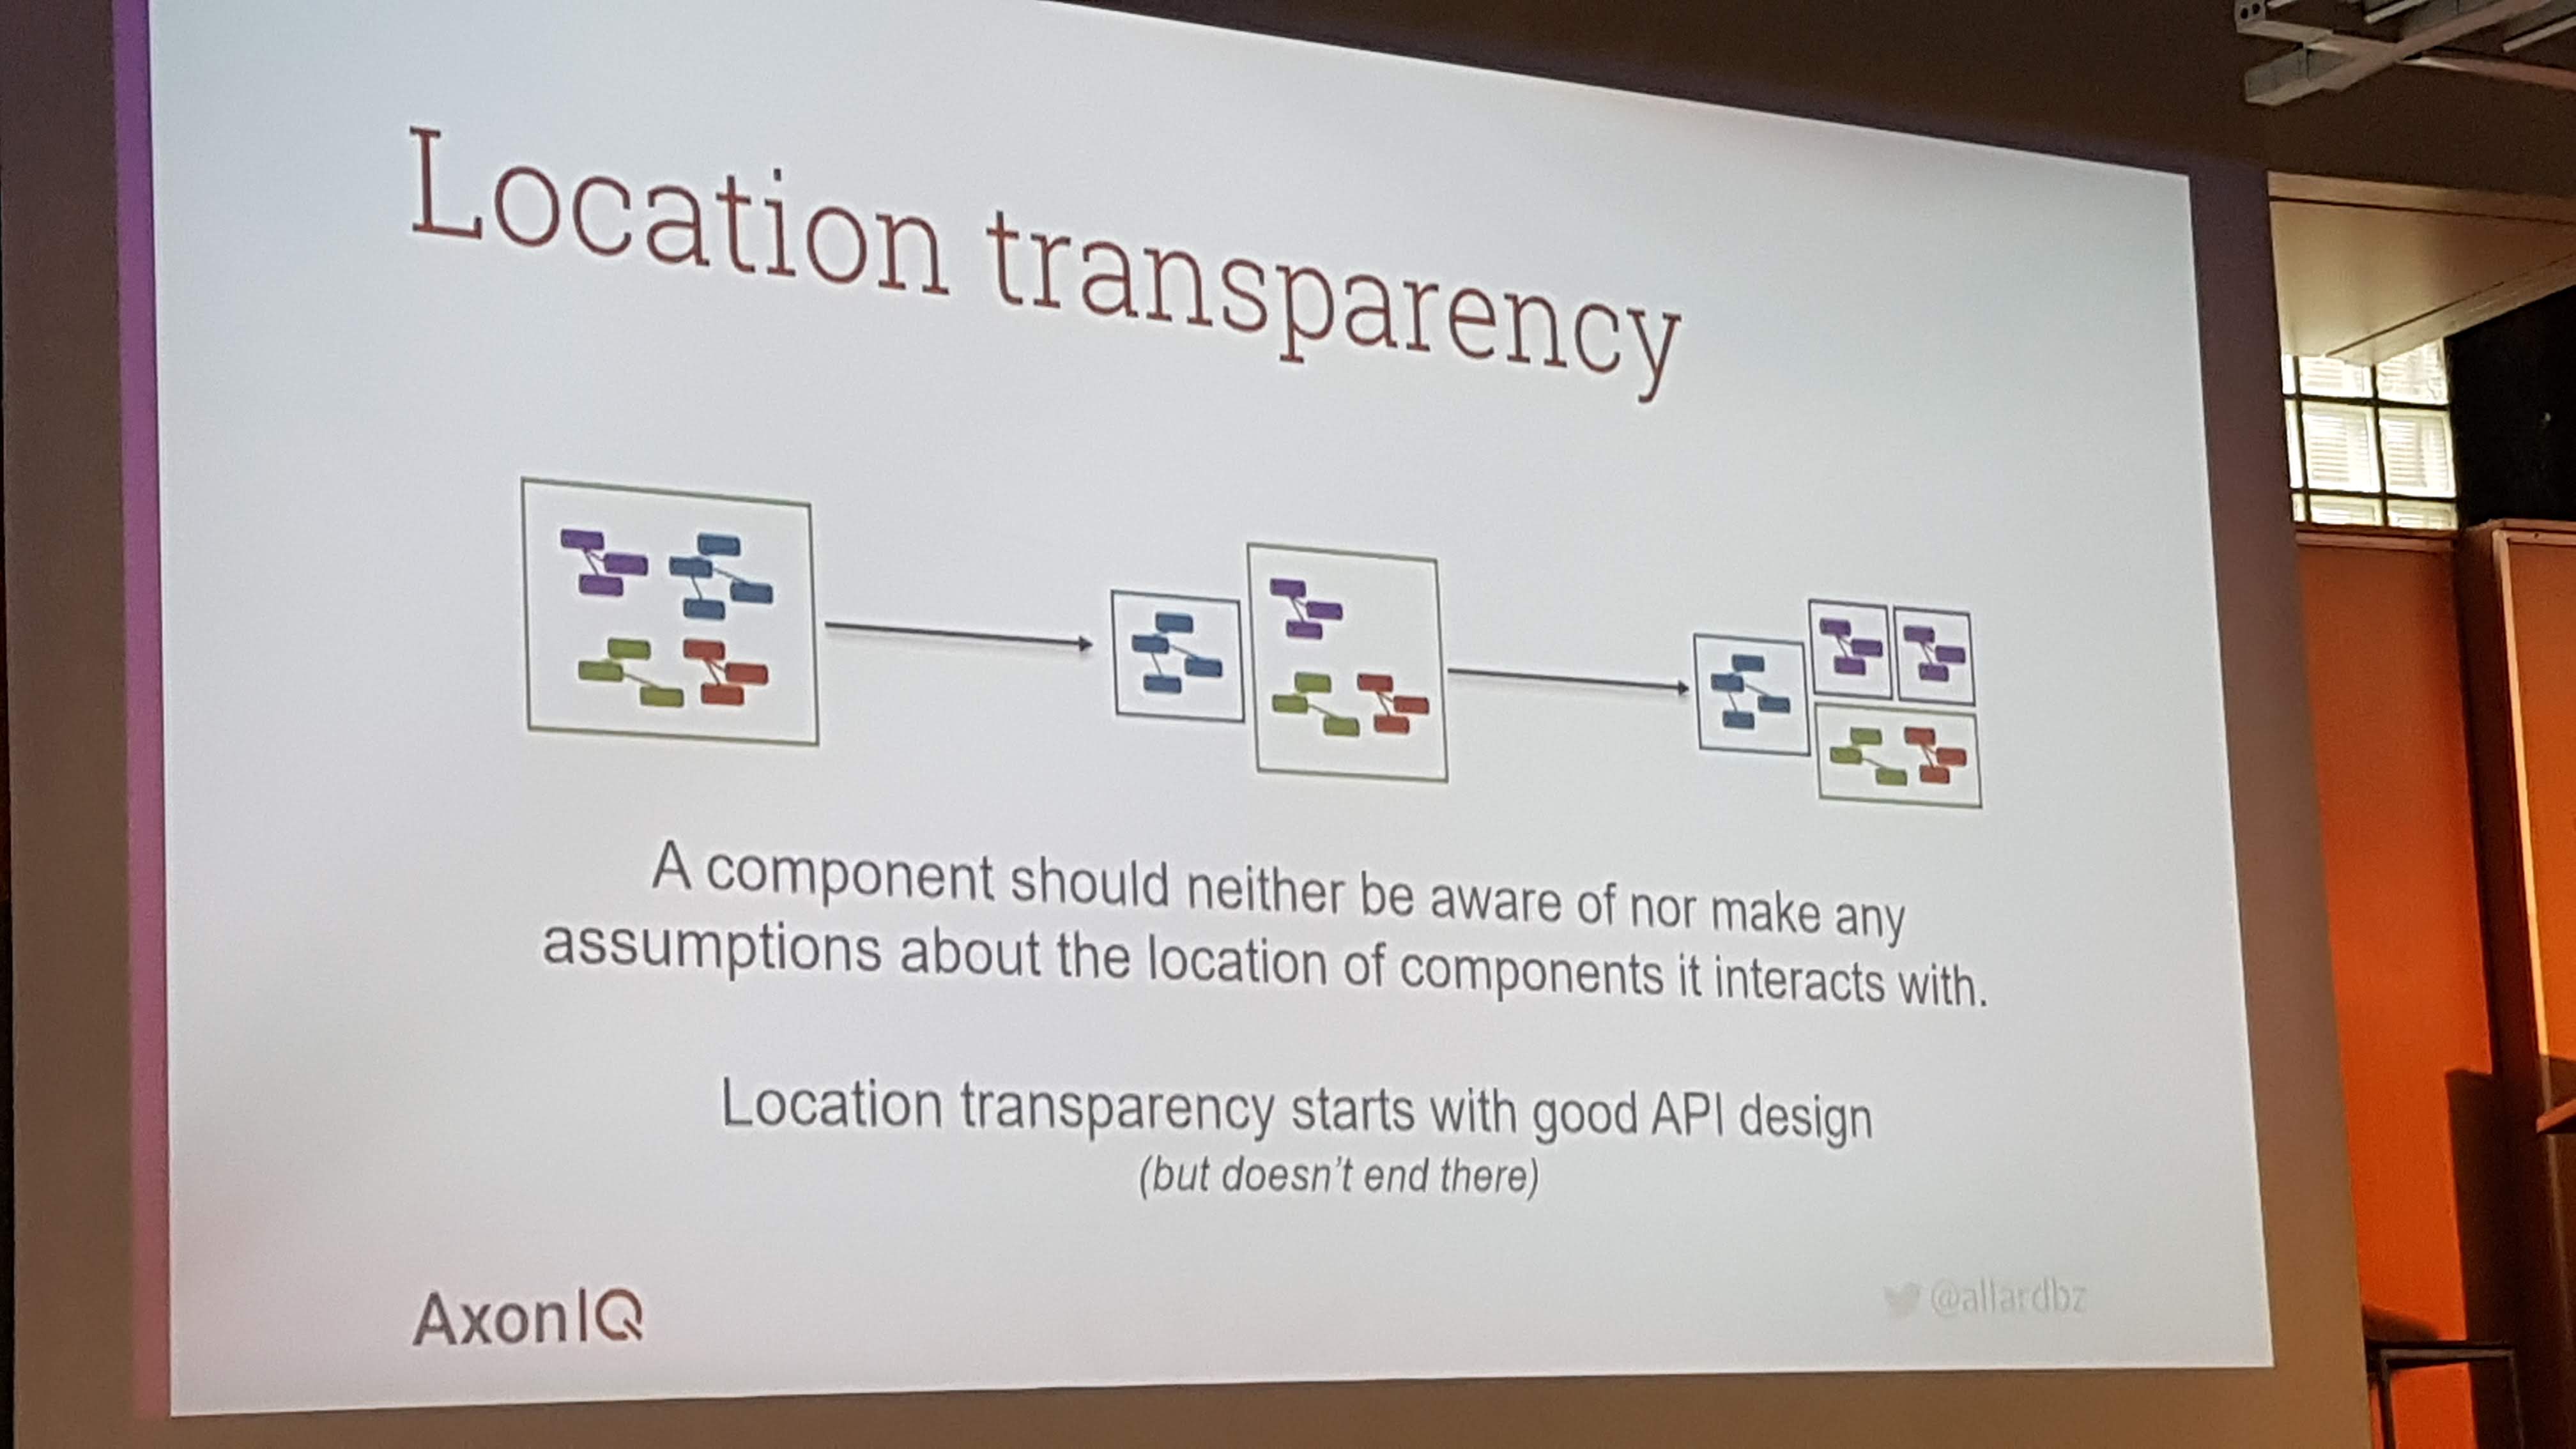 Location transparency
A component should neither be aware of nor make any
assumptions about the location of components it interacts with.
Location transparency starts with good API design
(but doesn't end there)
AxonIQ
@allardbz